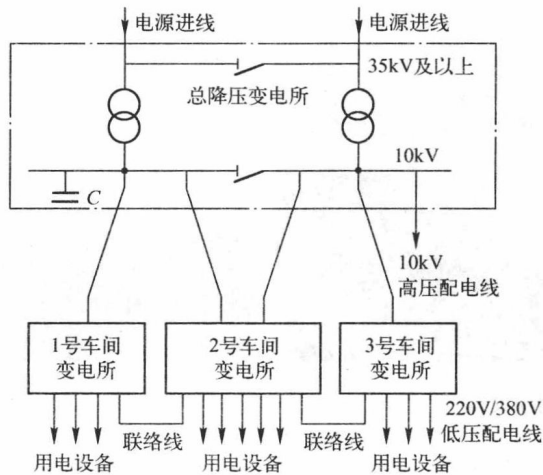 电源进线
电源进线
35kV及以上
总降压变电所
10kV
C
10kV
高压配电线
1号车间
变电所
2号车间
变电所
3号车间
变电所
220V/380V
低压配电线
联络线
联络线
用电设备
用电设备
用电设备